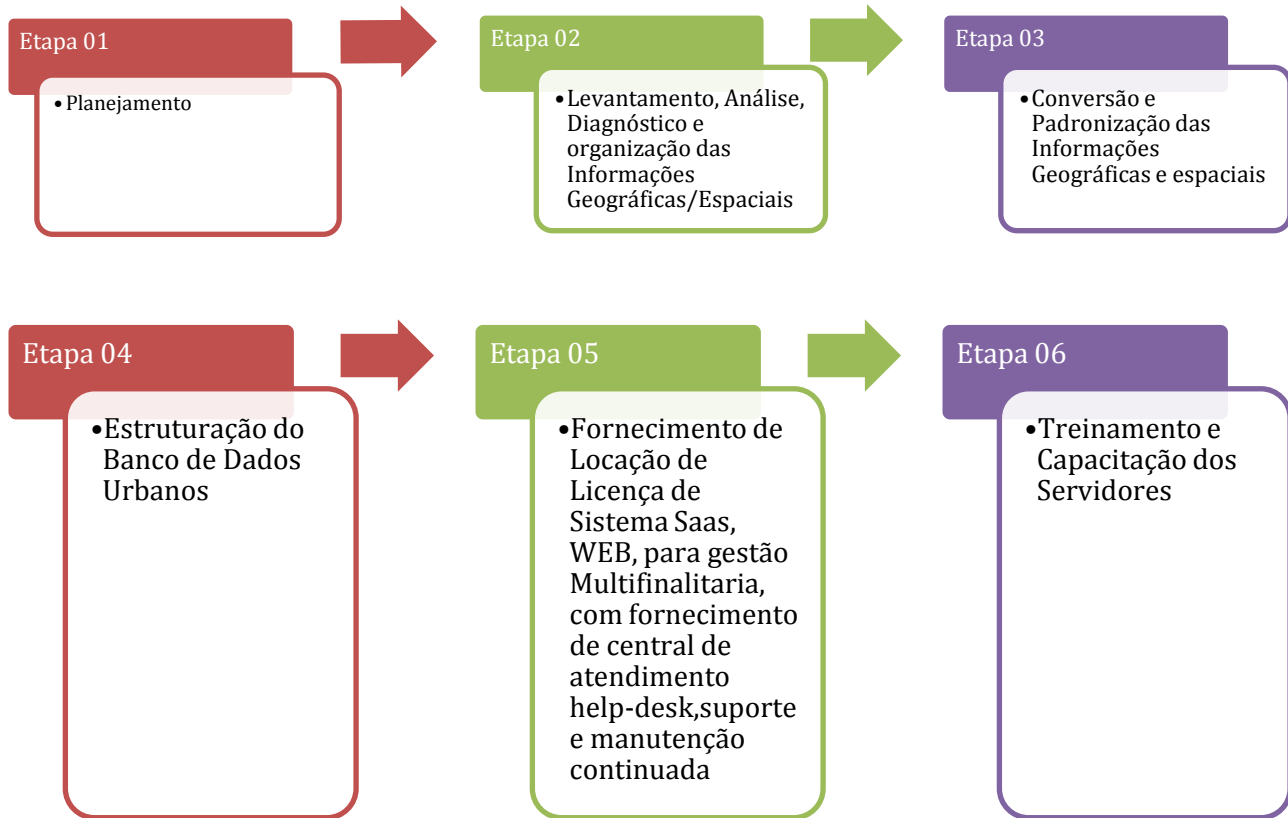 Etapa 01
•Planejamento
Etapa 02
•Levantamento, Análise,
Diagnóstico e
organização das
Informações
Geográficas/Espaciais
Etapa 03
•Conversão e
Padronização das
Informações
Geográficas e espaciais
Etapa 04
•Estruturação do
Banco de Dados
Urbanos
Etapa 05
•Fornecimento de
Locação de
Licença de
Sistema Saas,
WEB, para gestão
Multifinalitaria,
com fornecimento
de central de
atendimento
help-desk,suporte
e manutenção
continuada
Etapa 06
•Treinamento e
Capacitação dos
Servidores